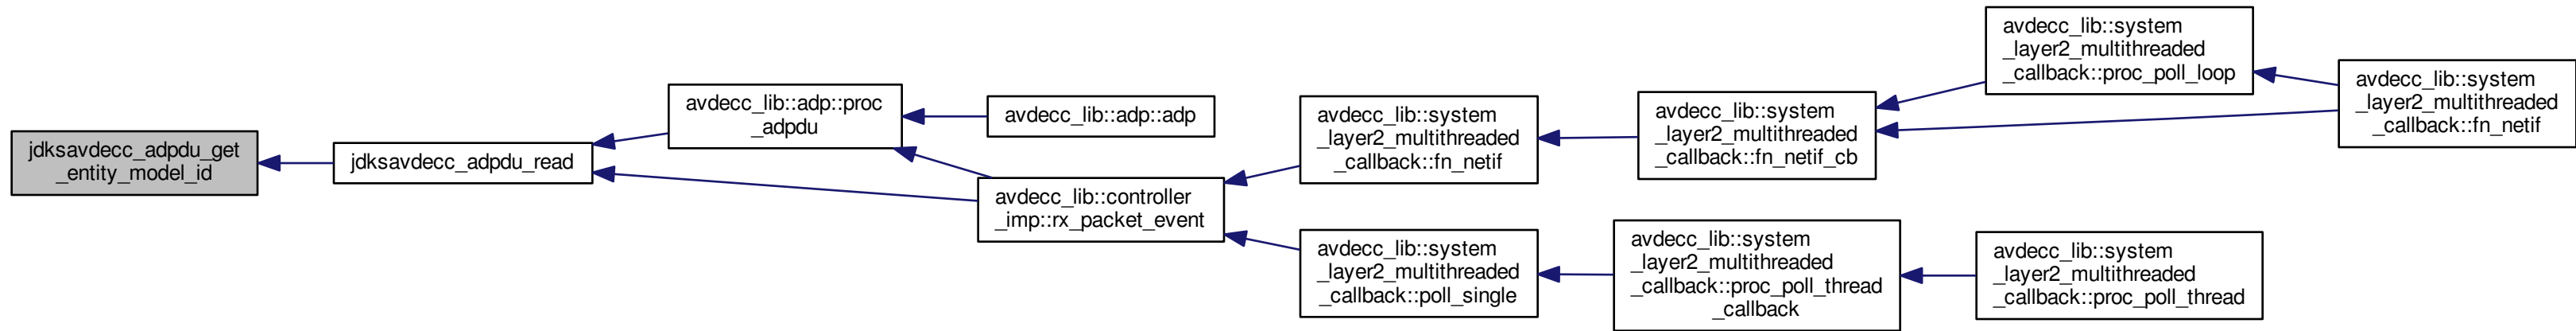 jdksavdecc_adpdu_get
_entity_model_id
jdksavdecc_adpdu_read
avdecc_lib::adp::proc
_adpdu
avdecc_lib::adp::adp
avdecc_lib::controller
_imp::rx_packet_event
avdecc_lib::system
_layer2_multithreaded
_callback::fn_netif
avdecc_lib::system
_layer2_multithreaded
_callback::poll_single
avdecc_lib::system
_layer2_multithreaded
_callback::fn_netif_cb
avdecc_lib::system
_layer2_multithreaded
_callback::proc_poll_thread
_callback
avdecc_lib::system
_layer2_multithreaded
_callback::proc_poll_loop
avdecc_lib::system
_layer2_multithreaded
_callback::proc_poll_thread
avdecc_lib::system
_layer2_multithreaded
_callback::fn_netif